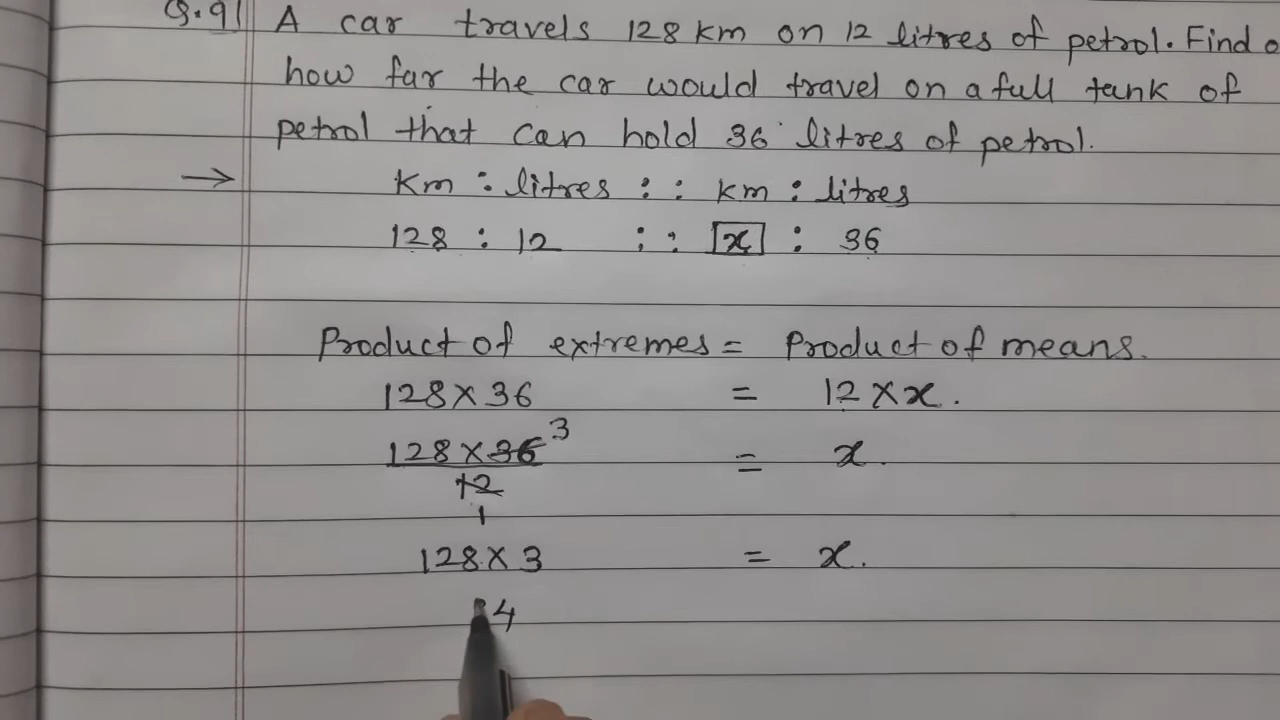 Q.9| A car travels 128 km on 12 litres of petrol. Find
how far the car would travel on a full tank of
petrol that can hold 36 litres of petrol.
→ Km : litres : : km : litres
128 : 12 : : x : 36
Product of extremes = Product of means.
128 × 36 = 12 × x.
128 × 36 3 = x.
12
1
128 × 3 = x.
84